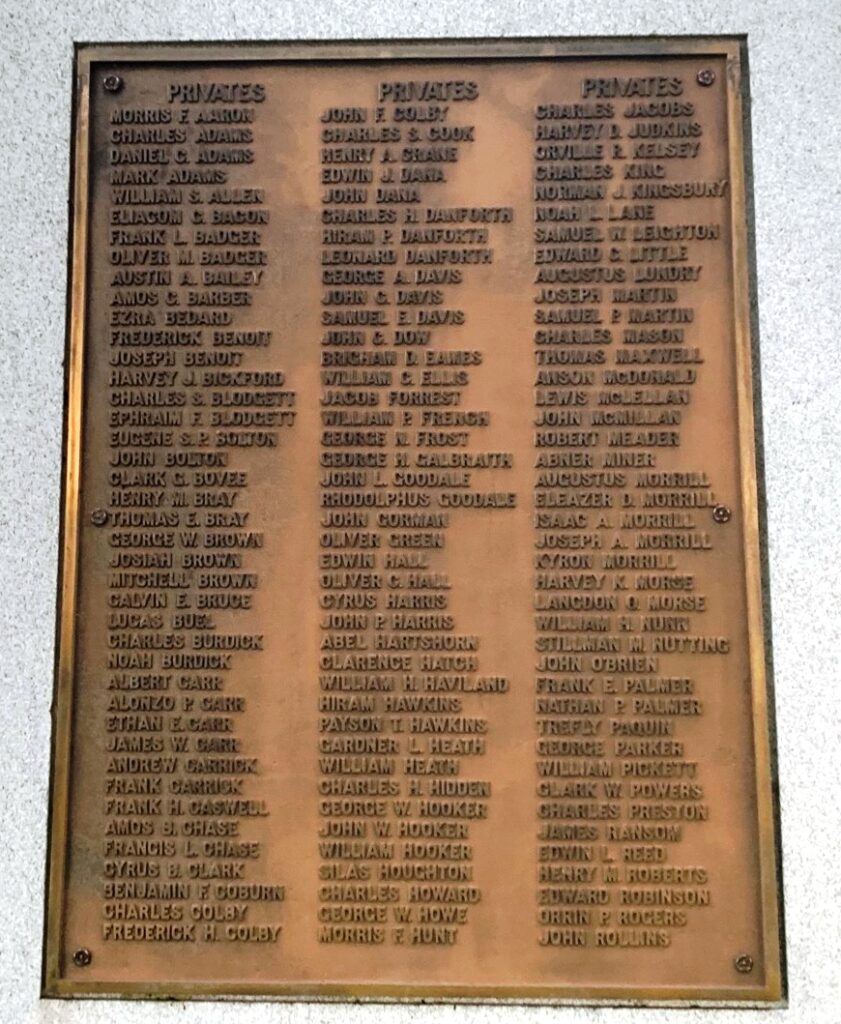 PRIVATES
MORRIS F. AARON
CHARLES ADAMS
DANIEL C. ADAMS
MARK ADAMS
WILLIAM S. ALLEN
ELIACOM C. BACON
FRANK L. BADGER
OLIVER M. BADGER
AUSTIN A. BAILEY
AMOS C. BARBER
EZRA BEDARD
FREDERICK BENOIT
JOSEPH BENOIT
HARVEY J. BICKFORD
CHARLES S. BLODGETT
EPHRAIM F. BLODGETT
EUGENE S. P. BOLTON
JOHN BOLTON
CLARK C. BOVEE
HENRY M. BRAY
THOMAS E. BRAY
GEORGE W. BROWN
JOSIAH BROWN
MITCHELL BROWN
CALVIN E. BRUCE
LUCAS BUEL
CHARLES BURDICK
NOAH BURDICK
ALBERT CARR
ALONZO P. CARR
ETHAN E. CARR
JAMES W. CARR
ANDREW CARRICK
FRANK CARRICK
FRANK H. CASWELL
AMOS B. CHASE
FRANCIS L. CHASE
CYRUS B. CLARK
BENJAMIN F. COBURN
CHARLES COLBY
FREDERICK H. COLBY
PRIVATES
JOHN F. COLBY
CHARLES S. COOK
HENRY A. CRANE
EDWIN J. DANA
JOHN DANA
CHARLES H. DANFORTH
HIRAM P. DANFORTH
LEONARD DANFORTH
GEORGE A. DAVIS
JOHN C. DAVIS
SAMUEL E. DAVIS
JOHN C. DOW
BRIGHAM D. EAMES
WILLIAM C. ELLIS
JACOB FORREST
WILLIAM P. FRENCH
GEORGE N. FROST
GEORGE H. GALBRAITH
JOHN L. GOODALE
RHODOLPHUS GOODALE
JOHN GORMAN
OLIVER GREEN
EDWIN HALL
OLIVER C. HALL
CYRUS HARRIS
JOHN P. HARRIS
ABEL HARTSHORN
CLARENCE HATCH
WILLIAM H. HAVILAND
HIRAM HAWKINS
PAYSON T. HAWKINS
GARDNER L. HEATH
WILLIAM HEATH
CHARLES H. HIDDEN
GEORGE W. HOOKER
JOHN W. HOOKER
WILLIAM HOOKER
SILAS HOUGHTON
CHARLES HOWARD
GEORGE W. HOWE
MORRIS F. HUNT
PRIVATES
CHARLES JACOBS
HARVEY D. JUDKINS
ORVILLE R. KELSEY
CHARLES KING
NORMAN J. KINGSBURY
NOAH L. LANE
SAMUEL W. LEIGHTON
EDWARD C. LITTLE
AUGUSTUS LUNDRY
JOSEPH MARTIN
SAMUEL P. MARTIN
CHARLES MASON
THOMAS MAXWELL
ANSON McDONALD
LEWIS McLELLAN
JOHN McMILLAN
ROBERT MEADER
ABNER MINER
AUGUSTUS MORRILL
ELEAZER D. MORRILL
ISAAC A. MORRILL
JOSEPH A. MORRILL
KYRON MORRILL
HARVEY K. MORSE
LANGDON O. MORSE
WILLIAM H. NUNN
STILLMAN M. NUTTING
JOHN O'BRIEN
FRANK E. PALMER
NATHAN P. PALMER
TREFLY PAQUIN
GEORGE PARKER
WILLIAM PICKETT
CLARK W. POWERS
CHARLES PRESTON
JAMES RANSOM
EDWIN L. REED
HENRY M. ROBERTS
EDWARD ROBINSON
ORRIN P. ROGERS
JOHN ROLLINS